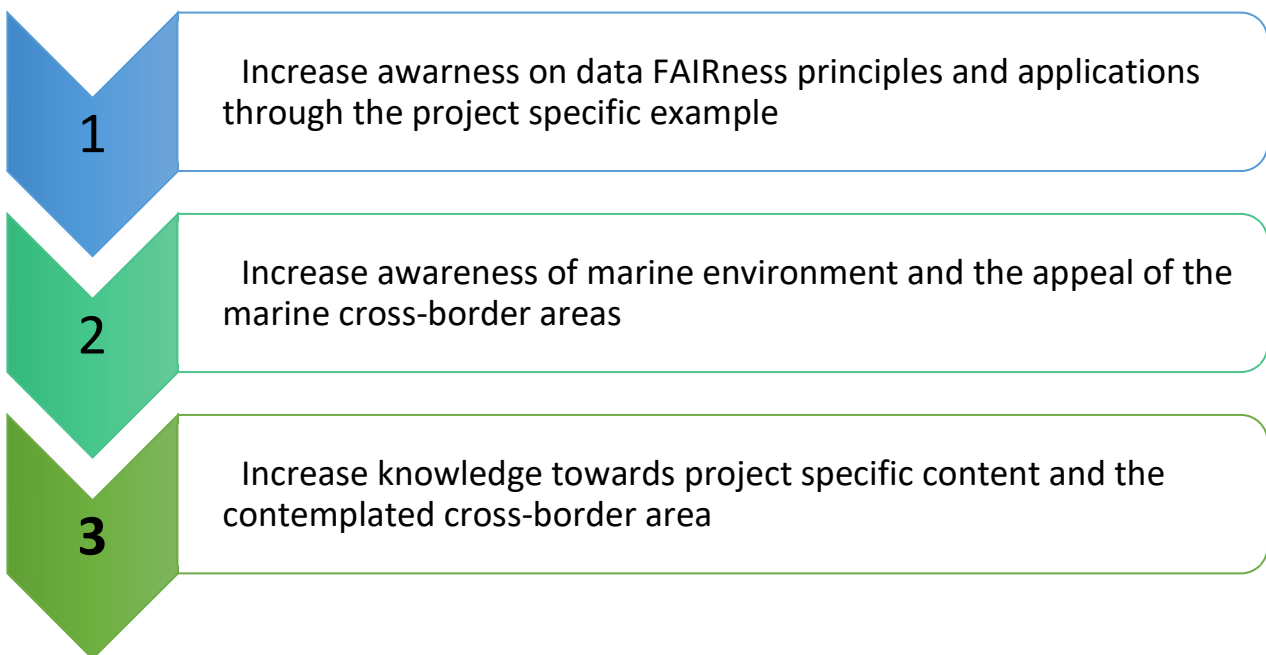 1
Increase awarness on data FAIRness principles and applications
through the project specific example
2
Increase awareness of marine environment and the appeal of the
marine cross-border areas
3
Increase knowledge towards project specific content and the
contemplated cross-border area